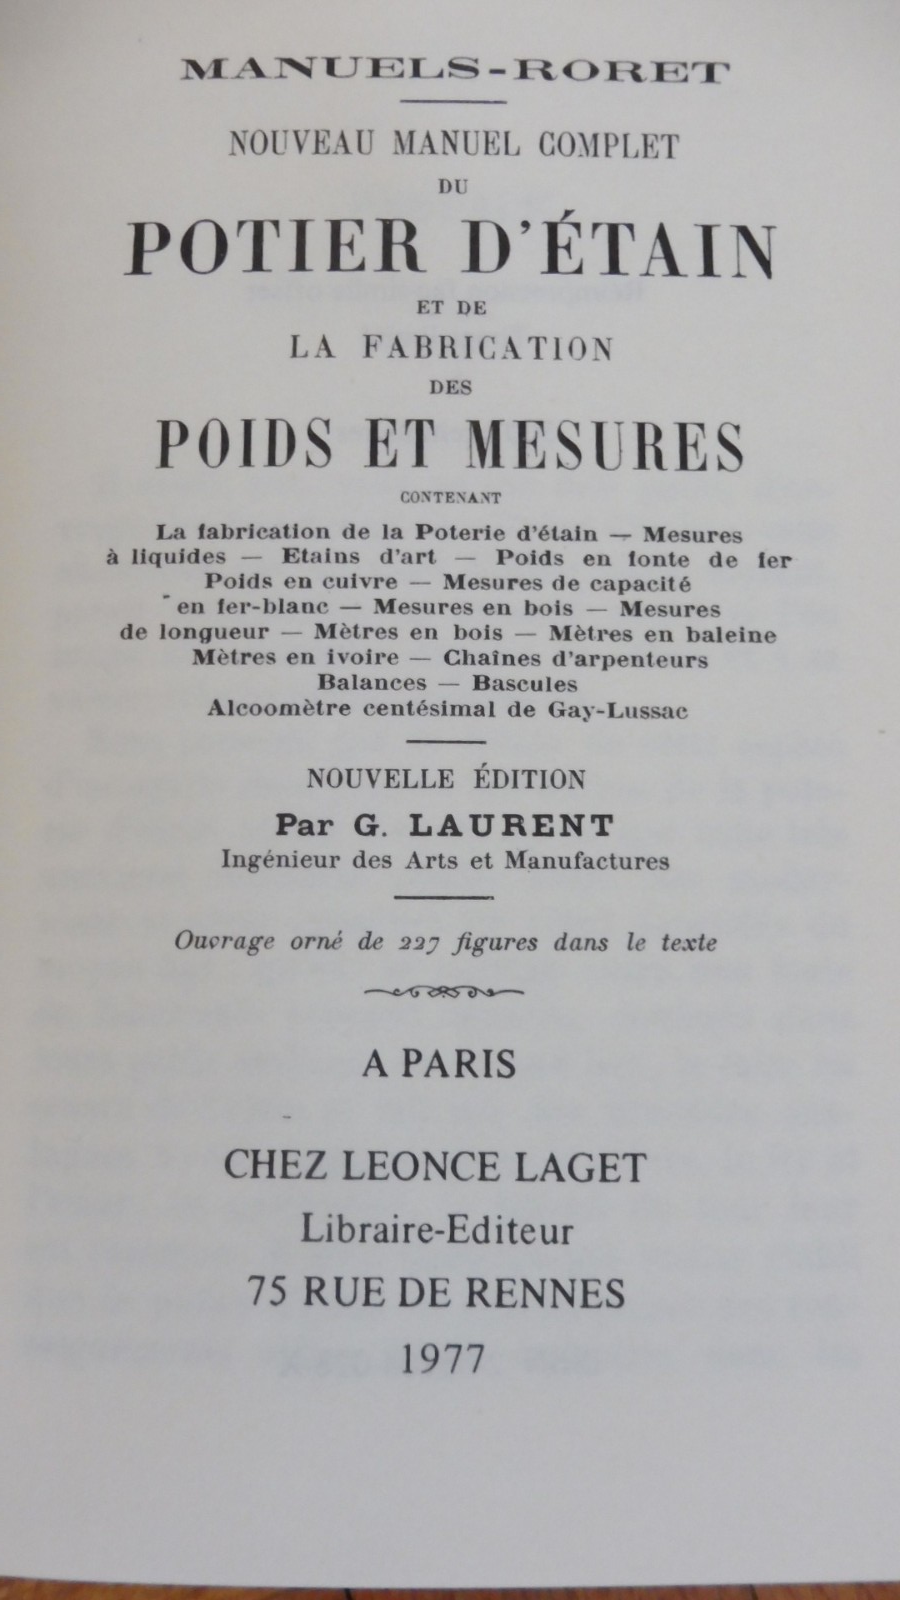 MANUELS-RORET
NOUVEAU MANUEL COMPLET
DU
POTIER D'ÉTAIN
ET DE
LA FABRICATION
DES
POIDS ET MESURES
CONTENANT
La fabrication de la Poterie d'étain — Mesures
à liquides — Etains d'art — Poids en fonte de fer
Poids en cuivre — Mesures de capacité
en fer-blanc — Mesures en bois — Mesures
de longueur — Mètres en bois — Mètres en baleine
Mètres en ivoire — Chaînes d'arpenteurs
Balances — Bascules
Alcoomètre centésimal de Gay-Lussac
NOUVELLE ÉDITION
Par G. LAURENT
Ingénieur des Arts et Manufactures
Ouvrage orné de 227 figures dans le texte
A PARIS
CHEZ LEONCE LAGET
Libraire-Editeur
75 RUE DE RENNES
1977